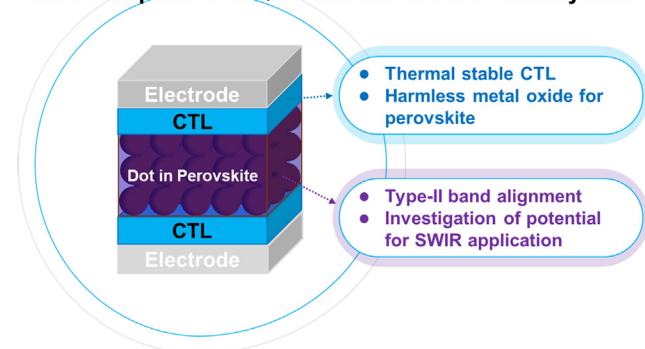 Electrode
CTL
Dot in Perovskite
CTL
Electrode
● Thermal stable CTL
● Harmless metal oxide for
perovskite
● Type-II band alignment
● Investigation of potential
for SWIR application